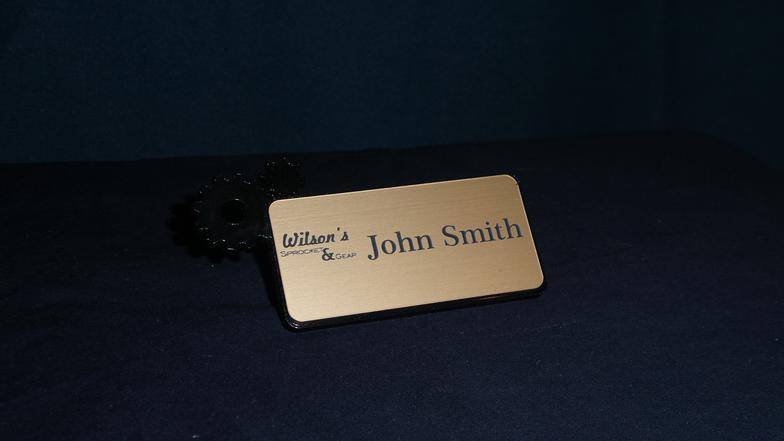 Wilson's
Sprocket & Gear
John Smith